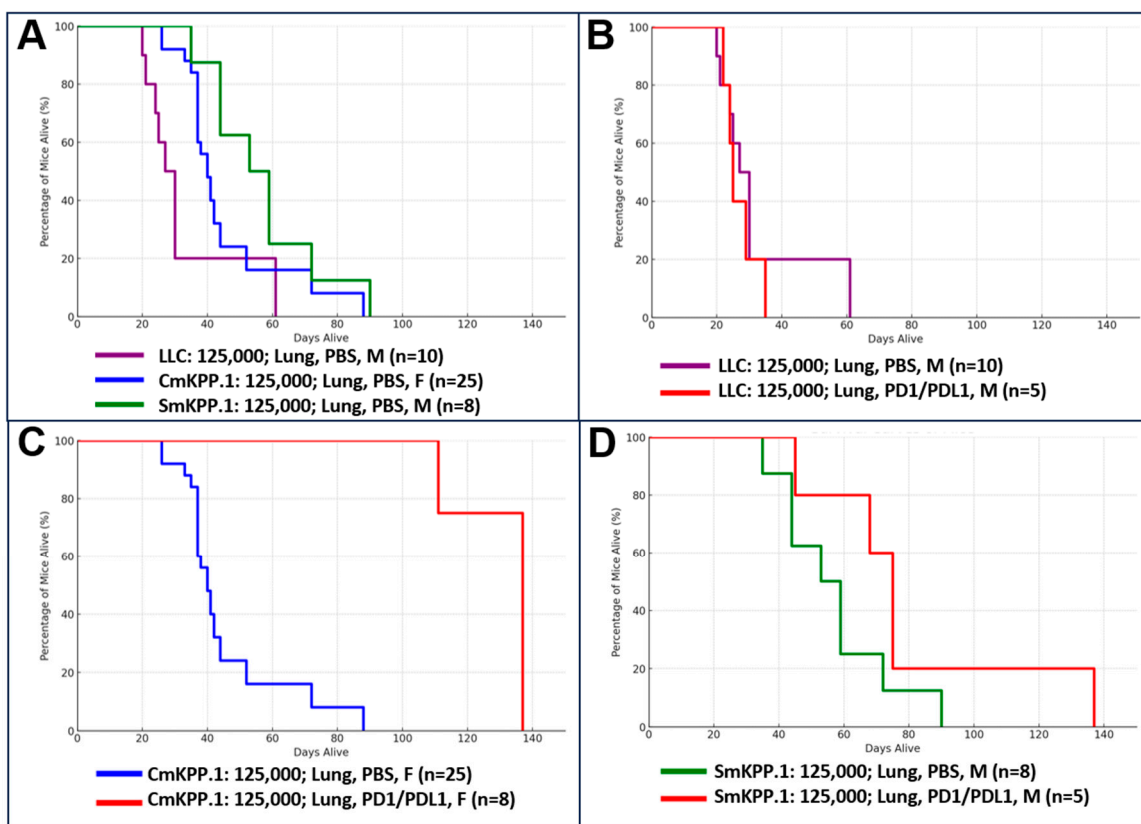 A
Percentage of Mice Alive (%)
100
80
60
40
20
0
0 20 40 60 80 100 120 140
Days Alive
LLC: 125,000; Lung, PBS, M (n=10)
CmKPP.1: 125,000; Lung, PBS, F (n=25)
SmKPP.1: 125,000; Lung, PBS, M (n=8)
B
Percentage of Mice Alive (%)
100
80
60
40
20
0
0 20 40 60 80 100 120 140
Days Alive
LLC: 125,000; Lung, PBS, M (n=10)
LLC: 125,000; Lung, PD1/PDL1, M (n=5)
C
Percentage of Mice Alive (%)
100
80
60
40
20
0
0 20 40 60 80 100 120 140
Days Alive
CmKPP.1: 125,000; Lung, PBS, F (n=25)
CmKPP.1: 125,000; Lung, PD1/PDL1, F (n=8)
D
Percentage of Mice Alive (%)
100
80
60
40
20
0
0 20 40 60 80 100 120 140
Days Alive
SmKPP.1: 125,000; Lung, PBS, M (n=8)
SmKPP.1: 125,000; Lung, PD1/PDL1, M (n=5)